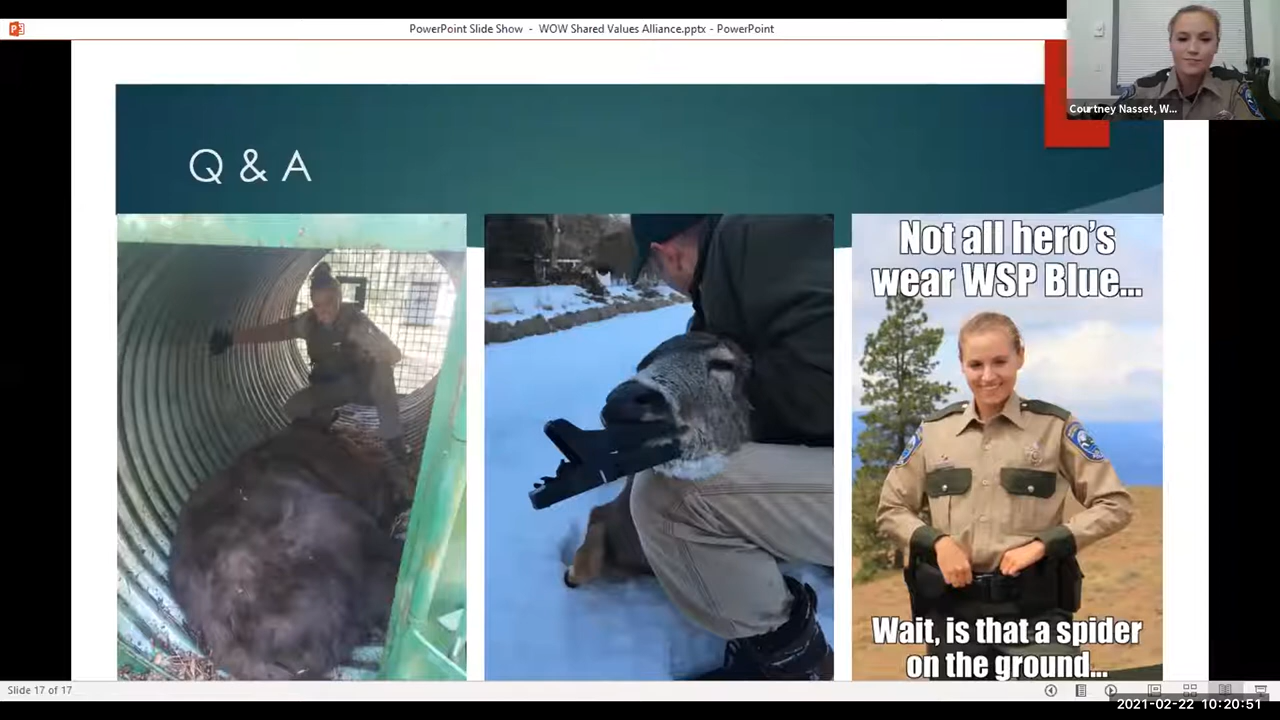 PowerPoint Slide Show - WOW Shared Values Alliance.pptx - PowerPoint
Courtney Nasset, W...
Q & A
Not all hero's
wear WSP Blue...
Wait, is that a spider
on the ground...
Slide 17 of 17
2021-02-22 10:20:51